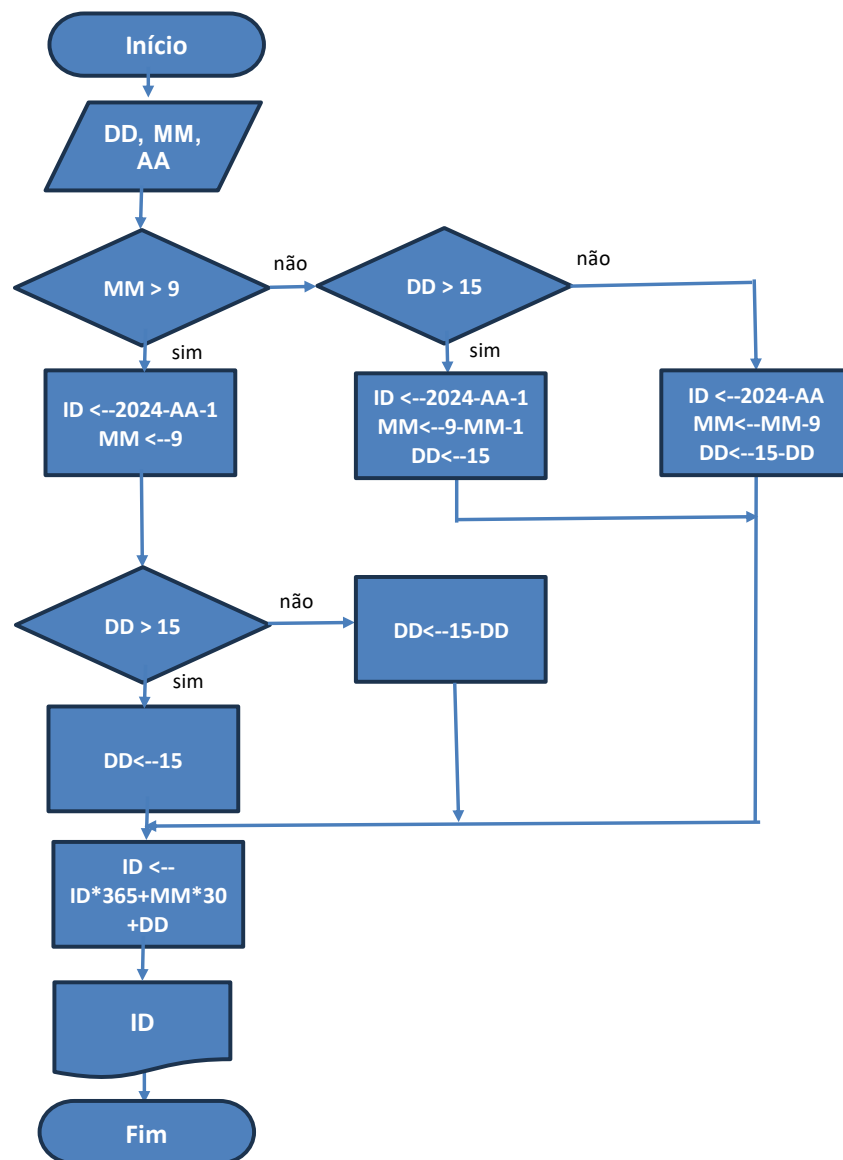 Início
DD, MM,
AA
MM > 9
não
DD > 15
não
sim
sim
ID <--2024-AA-1
MM <--9
ID <--2024-AA-1
MM<--9-MM-1
DD<--15
ID <--2024-AA
MM<--MM-9
DD<--15-DD
DD > 15
não
DD<--15-DD
sim
DD<--15
ID <--
ID*365+MM*30
+DD
ID
Fim